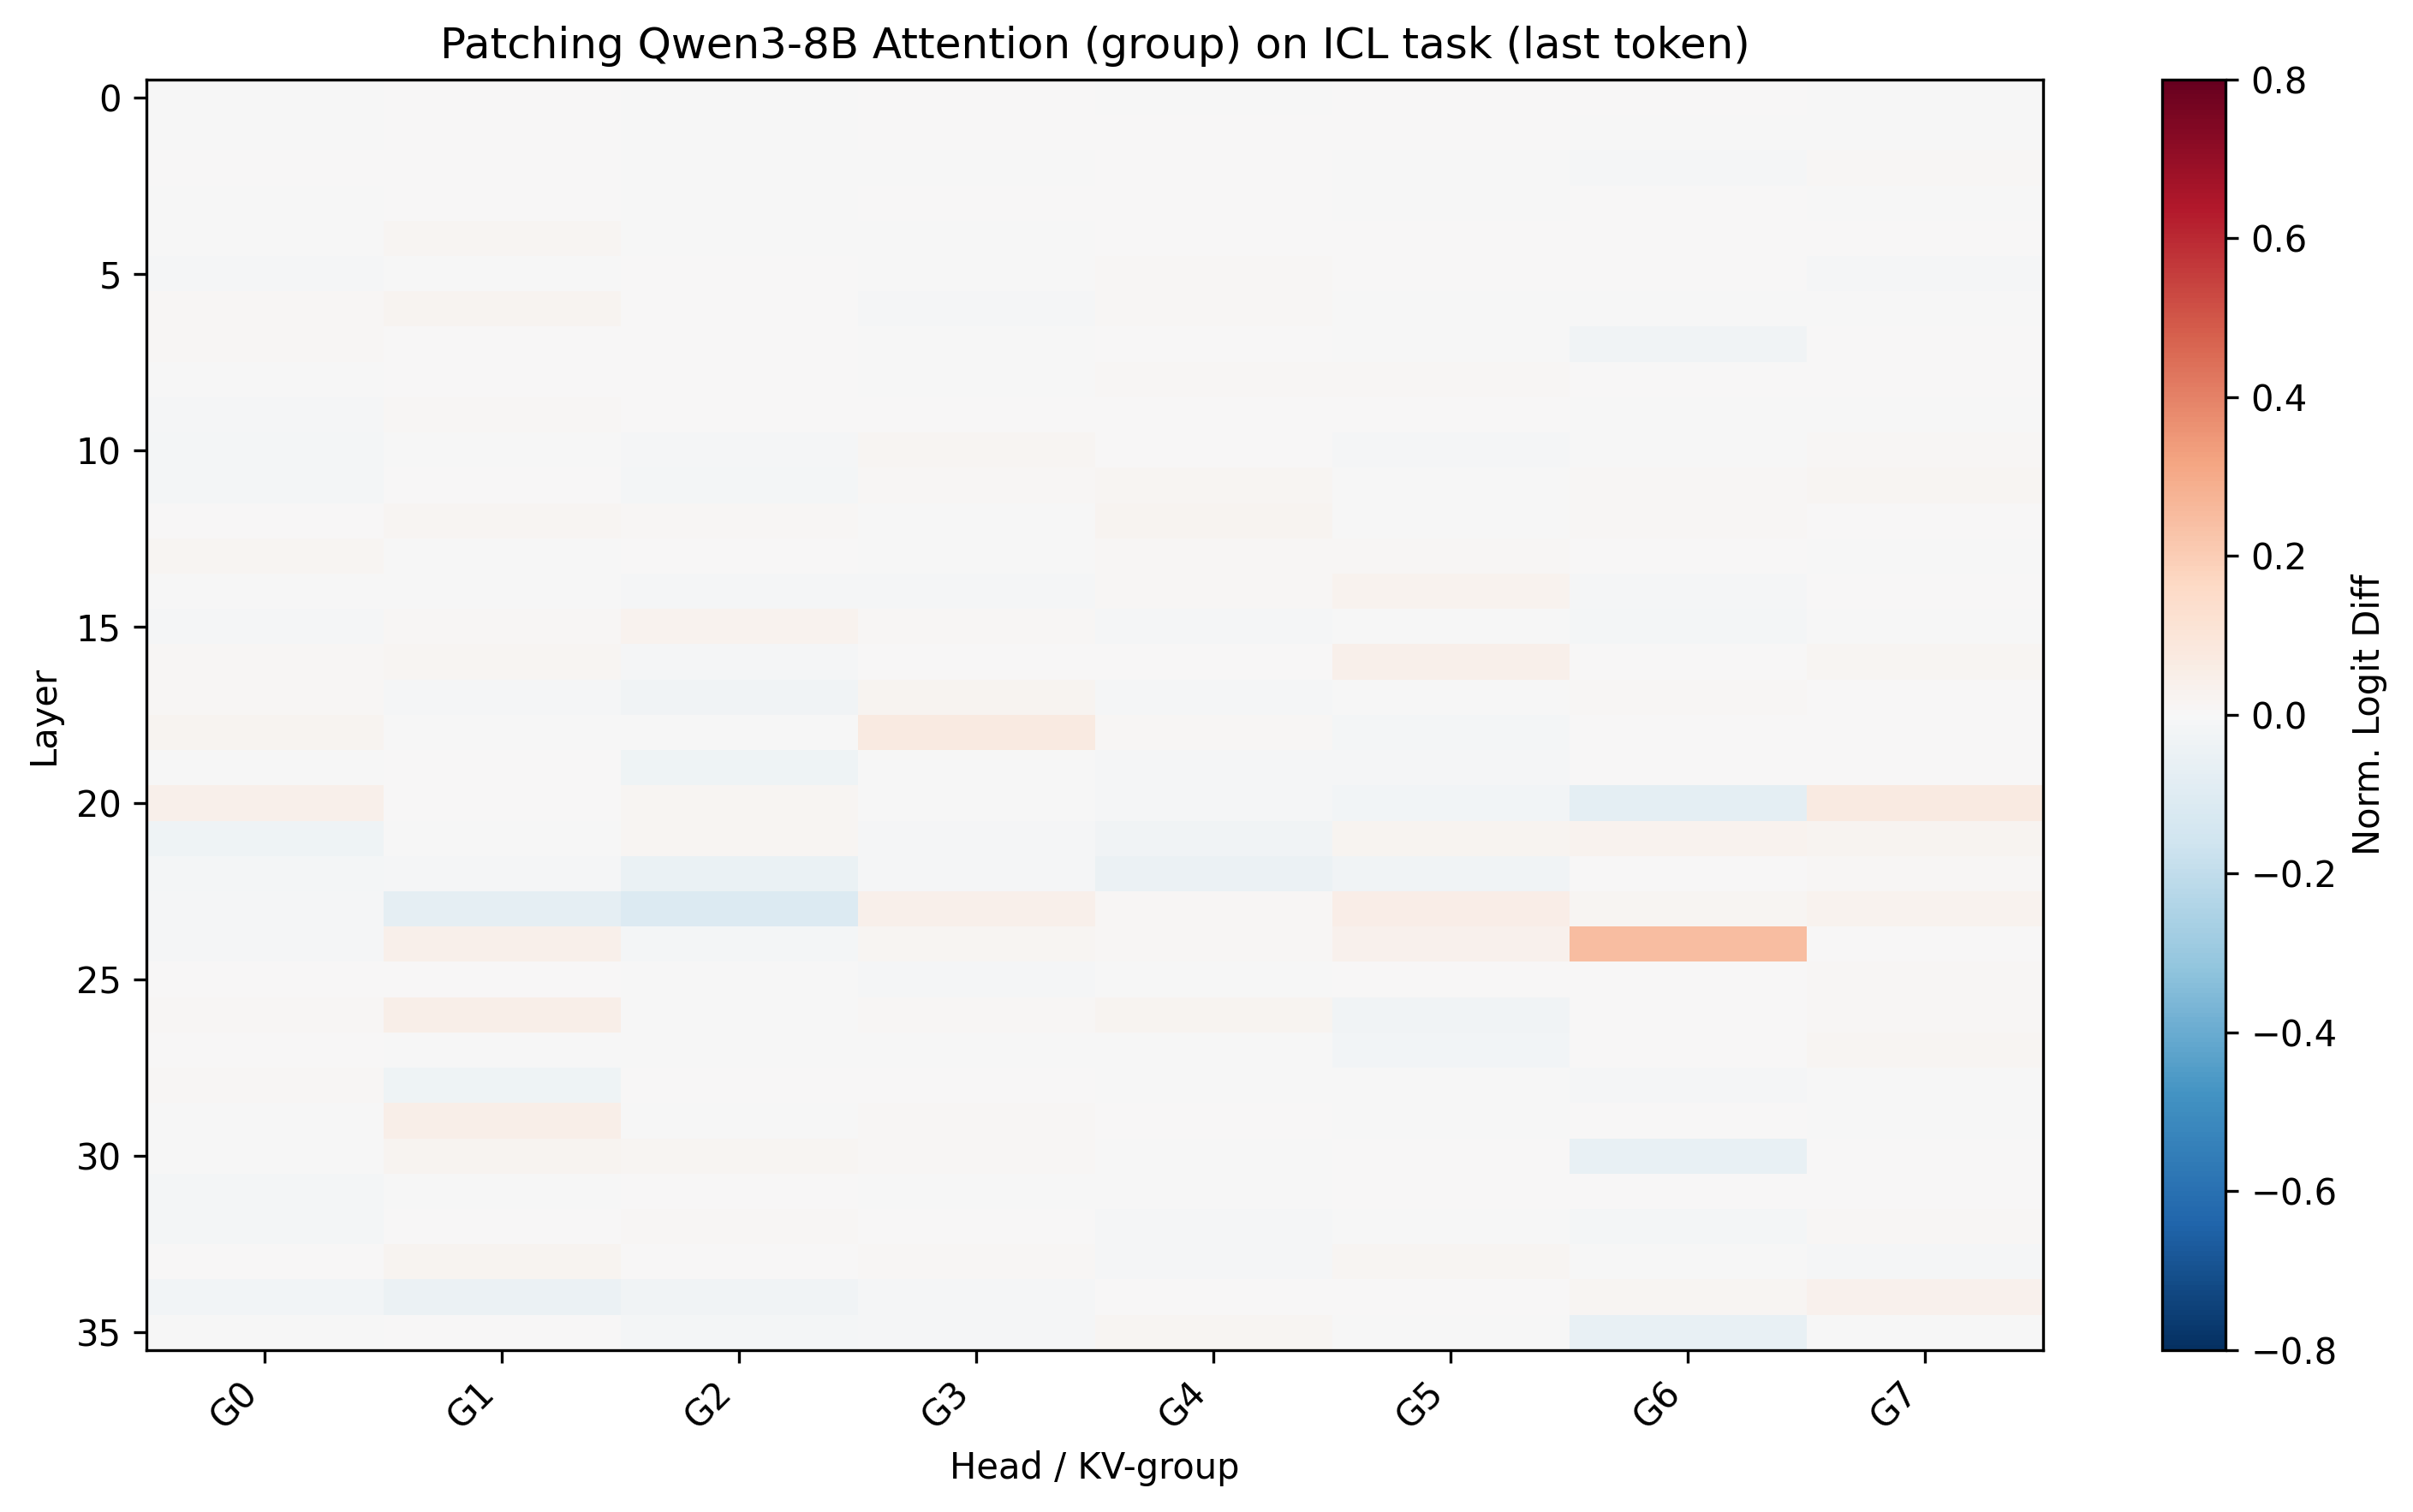 Patching Qwen3-8B Attention (group) on ICL task (last token)
Layer
0
5
10
15
20
25
30
35
G0
G1
G2
G3
G4
G5
G6
G7
Head / KV-group
0.8
0.6
0.4
0.2
0.0
−0.2
−0.4
−0.6
−0.8
Norm. Logit Diff